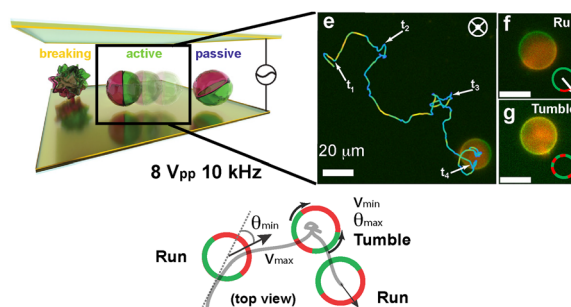 breaking active passive
8 Vpp 10 kHz
e
t1
t2
t3
t4
20 μm
f
Run
g
Tumble
Run
θmin
vmax
vmin
θmax
Tumble
(top view)
Run